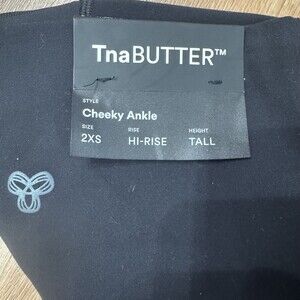 TnaBUTTER™
STYLE
Cheeky Ankle
SIZE RISE HEIGHT
2XS HI-RISE TALL